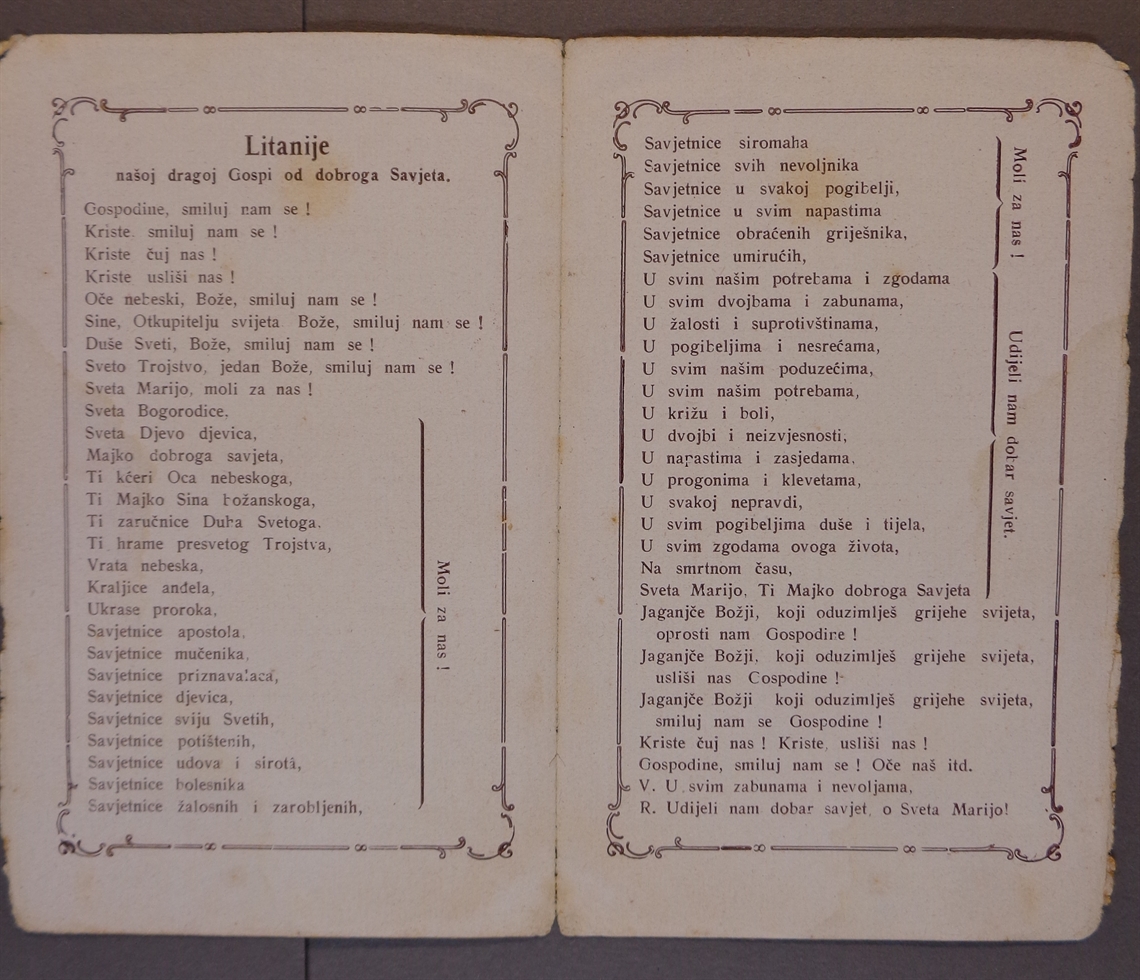 Litanije
našoj dragoj Gospi od dobroga Savjeta.
Gospodine, smiluj nam se !
Kriste. smiluj nam se !
Kriste čuj nas !
Kriste usliši nas !
Oče nebeski, Bože, smiluj nam se !
Sine, Otkupitelju svijeta Bože, smiluj nam se !
Duše Sveti, Bože, smiluj nam se !
Sveto Trojstvo, jedan Bože, smiluj nam se !
Sveta Marijo, moli za nas !
Sveta Bogorodice.
Sveta Djevo djevica,
Majko dobroga savjeta,
Ti kćeri Oca nebeskoga,
Ti Majko Sina božanskoga,
Ti zaručnice Duha Svetoga.
Ti hrame presvetog Trojstva,
Vrata nebeska,
Kraljice anđela,
Ukrase proroka,
Savjetnice apostola,
Savjetnice mučenika,
Savjetnice priznavalaca,
Savjetnice djevica,
Savjetnice sviju Svetih,
Savjetnice potištenih,
Savjetnice udova i sirota,
Savjetnice bolesnika
Savjetnice žalosnih i zarobljenih,
Moli za nas !
Savjetnice siromaha
Savjetnice svih nevoljnika
Savjetnice u svakoj pogibelji,
Savjetnice u svim napastima
Savjetnice obraćenih griješnika,
Savjetnice umirućih,
Moli za nas !
U svim našim potrebama i zgodama
U svim dvojbama i zabunama,
U žalosti i suprotivštinama,
U pogibeljima i nesrećama,
U svim našim poduzećima,
U svim našim potrebama,
U križu i boli,
U dvojbi i neizvjesnosti,
U napastima i zasjedama.
U progonima i klevetama,
U svakoj nepravdi,
U svim pogibeljima duše i tijela,
U svim zgodama ovoga života,
Na smrtnom času,
Sveta Marijo, Ti Majko dobroga Savjeta
Udijeli nam dobar savjet.
Jaganjče Božji, koji oduzimlješ grijehe svijeta,
oprosti nam Gospodine !
Jaganjče Božji, koji oduzimlješ grijehe svijeta,
usliši nas Gospodine !
Jaganjče Božji koji oduzimlješ grijehe svijeta,
smiluj nam se Gospodine !
Kriste čuj nas ! Kriste, usliši nas !
Gospodine, smiluj nam se ! Oče naš itd.
V. U svim zabunama i nevoljama,
R. Udijeli nam dobar savjet, o Sveta Marijo!